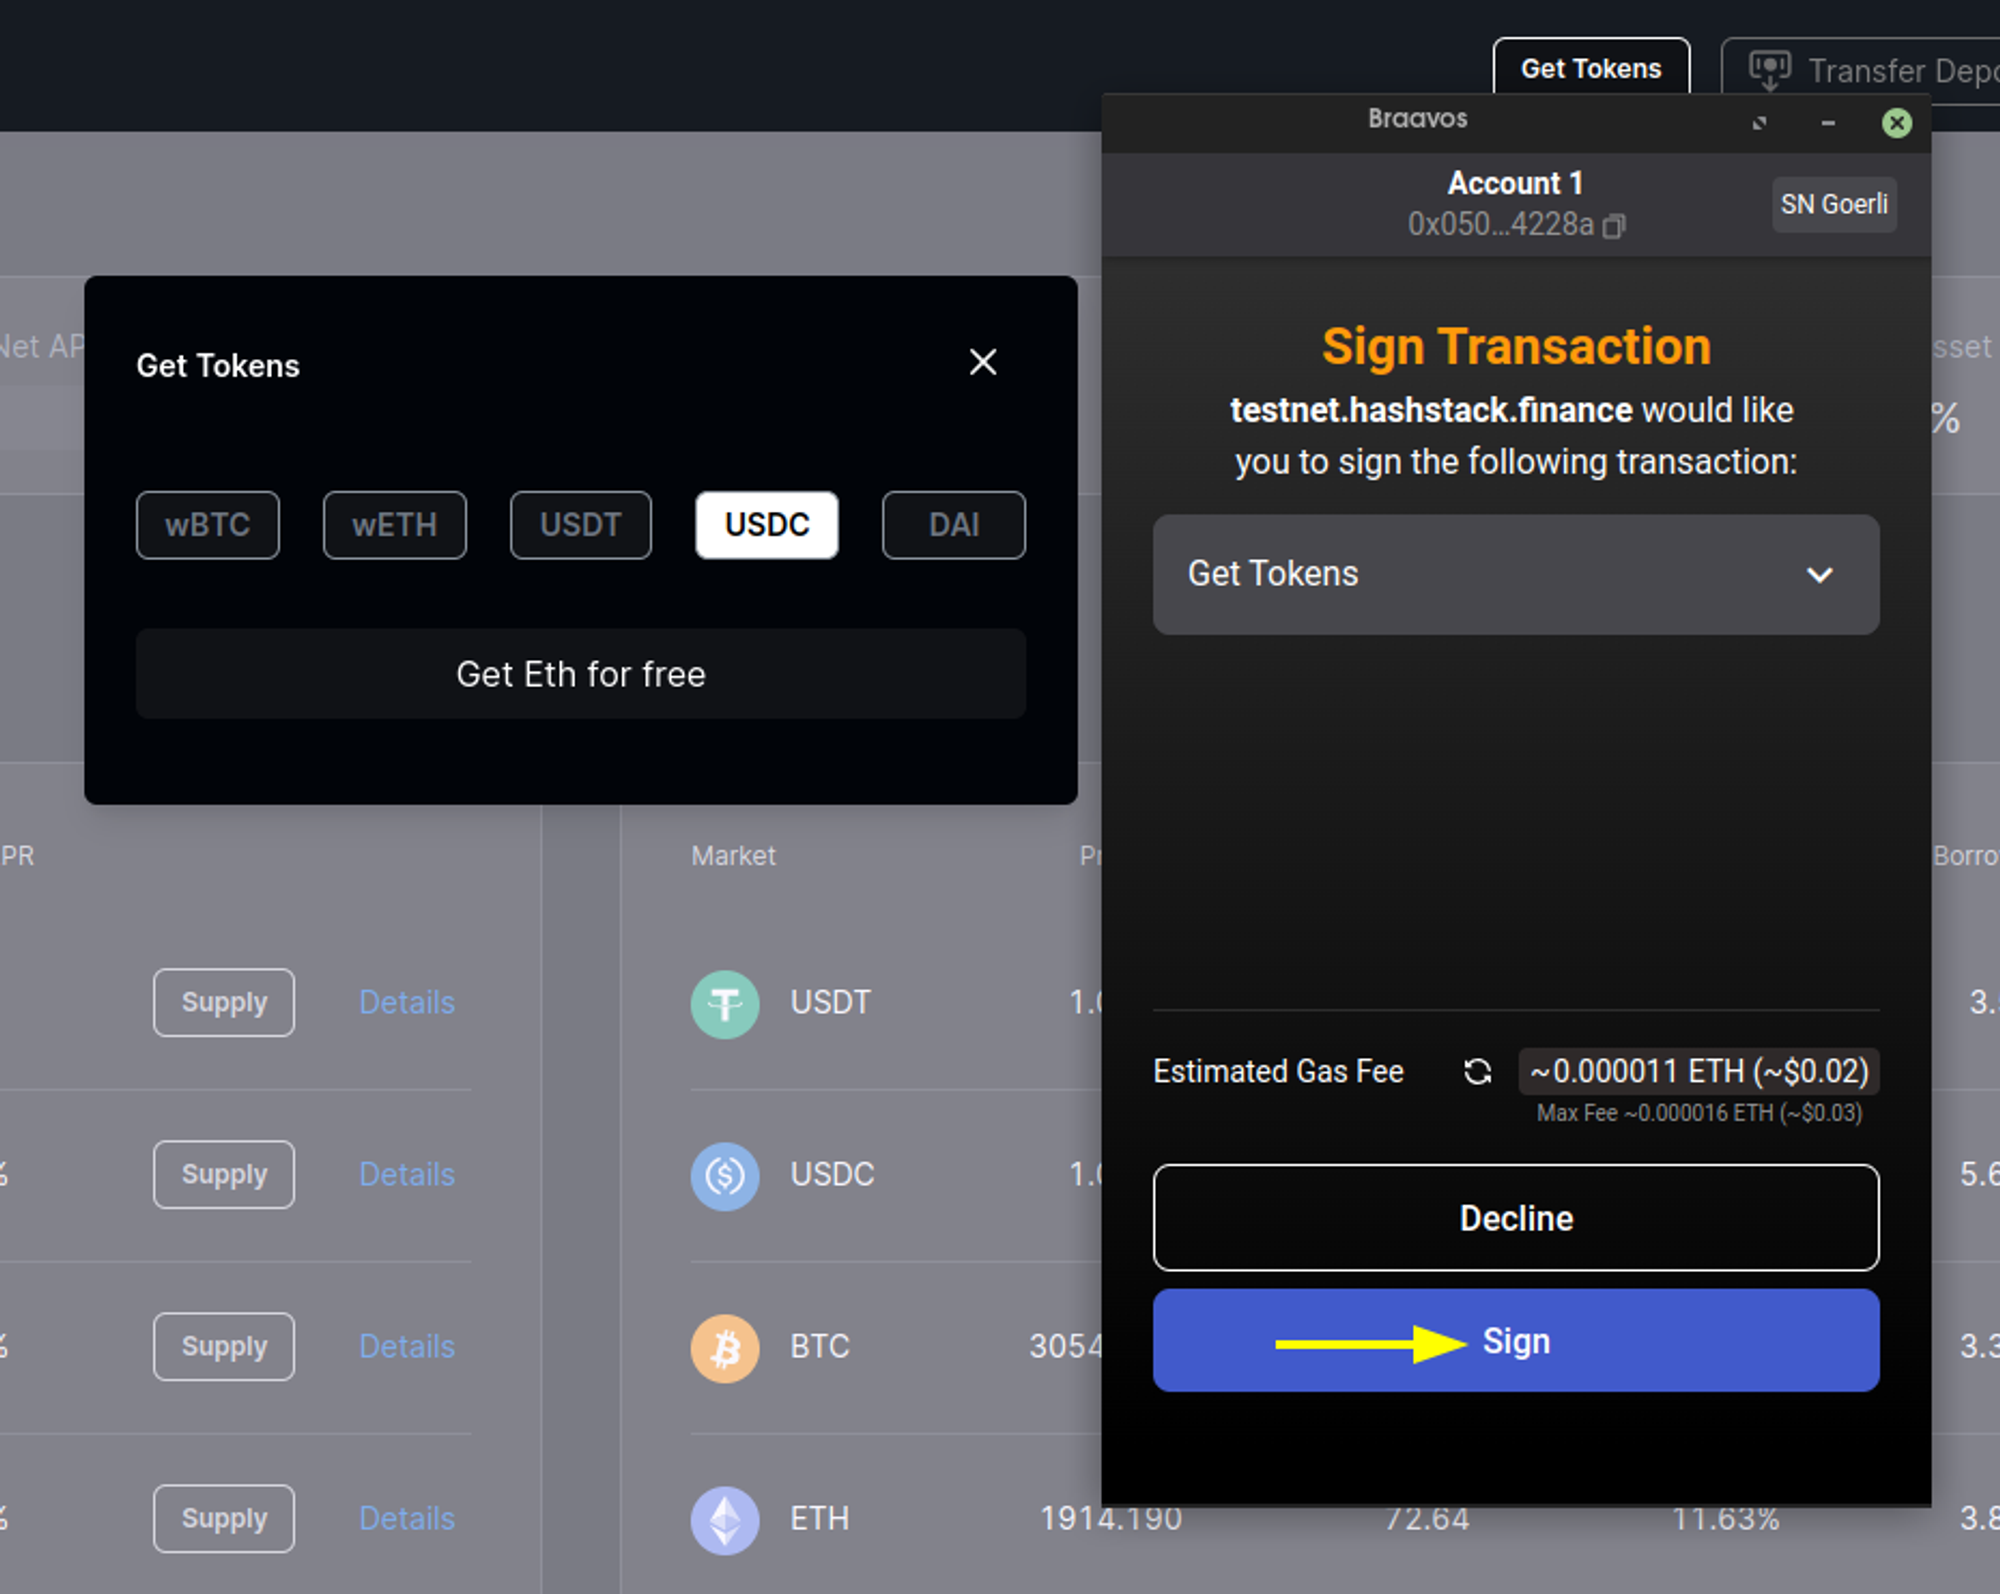 Get Tokens
Transfer Depo
Braavos
Account 1
0x050...4228a
SN Goerli
Net AP
sset
%
Get Tokens
wBTC
wETH
USDT
USDC
DAI
Get Eth for free
Sign Transaction
testnet.hashstack.finance would like
you to sign the following transaction:
Get Tokens
Estimated Gas Fee
~0.000011 ETH (~$0.02)
Max Fee ~0.000016 ETH (~$0.03)
Decline
Sign
PR
Market
Pr
Borro
Supply
Details
USDT
1.0
3.
Supply
Details
USDC
1.0
5.6
Supply
Details
BTC
3054
3.3
Supply
Details
ETH
1914.190
72.64
11.63%
3.8